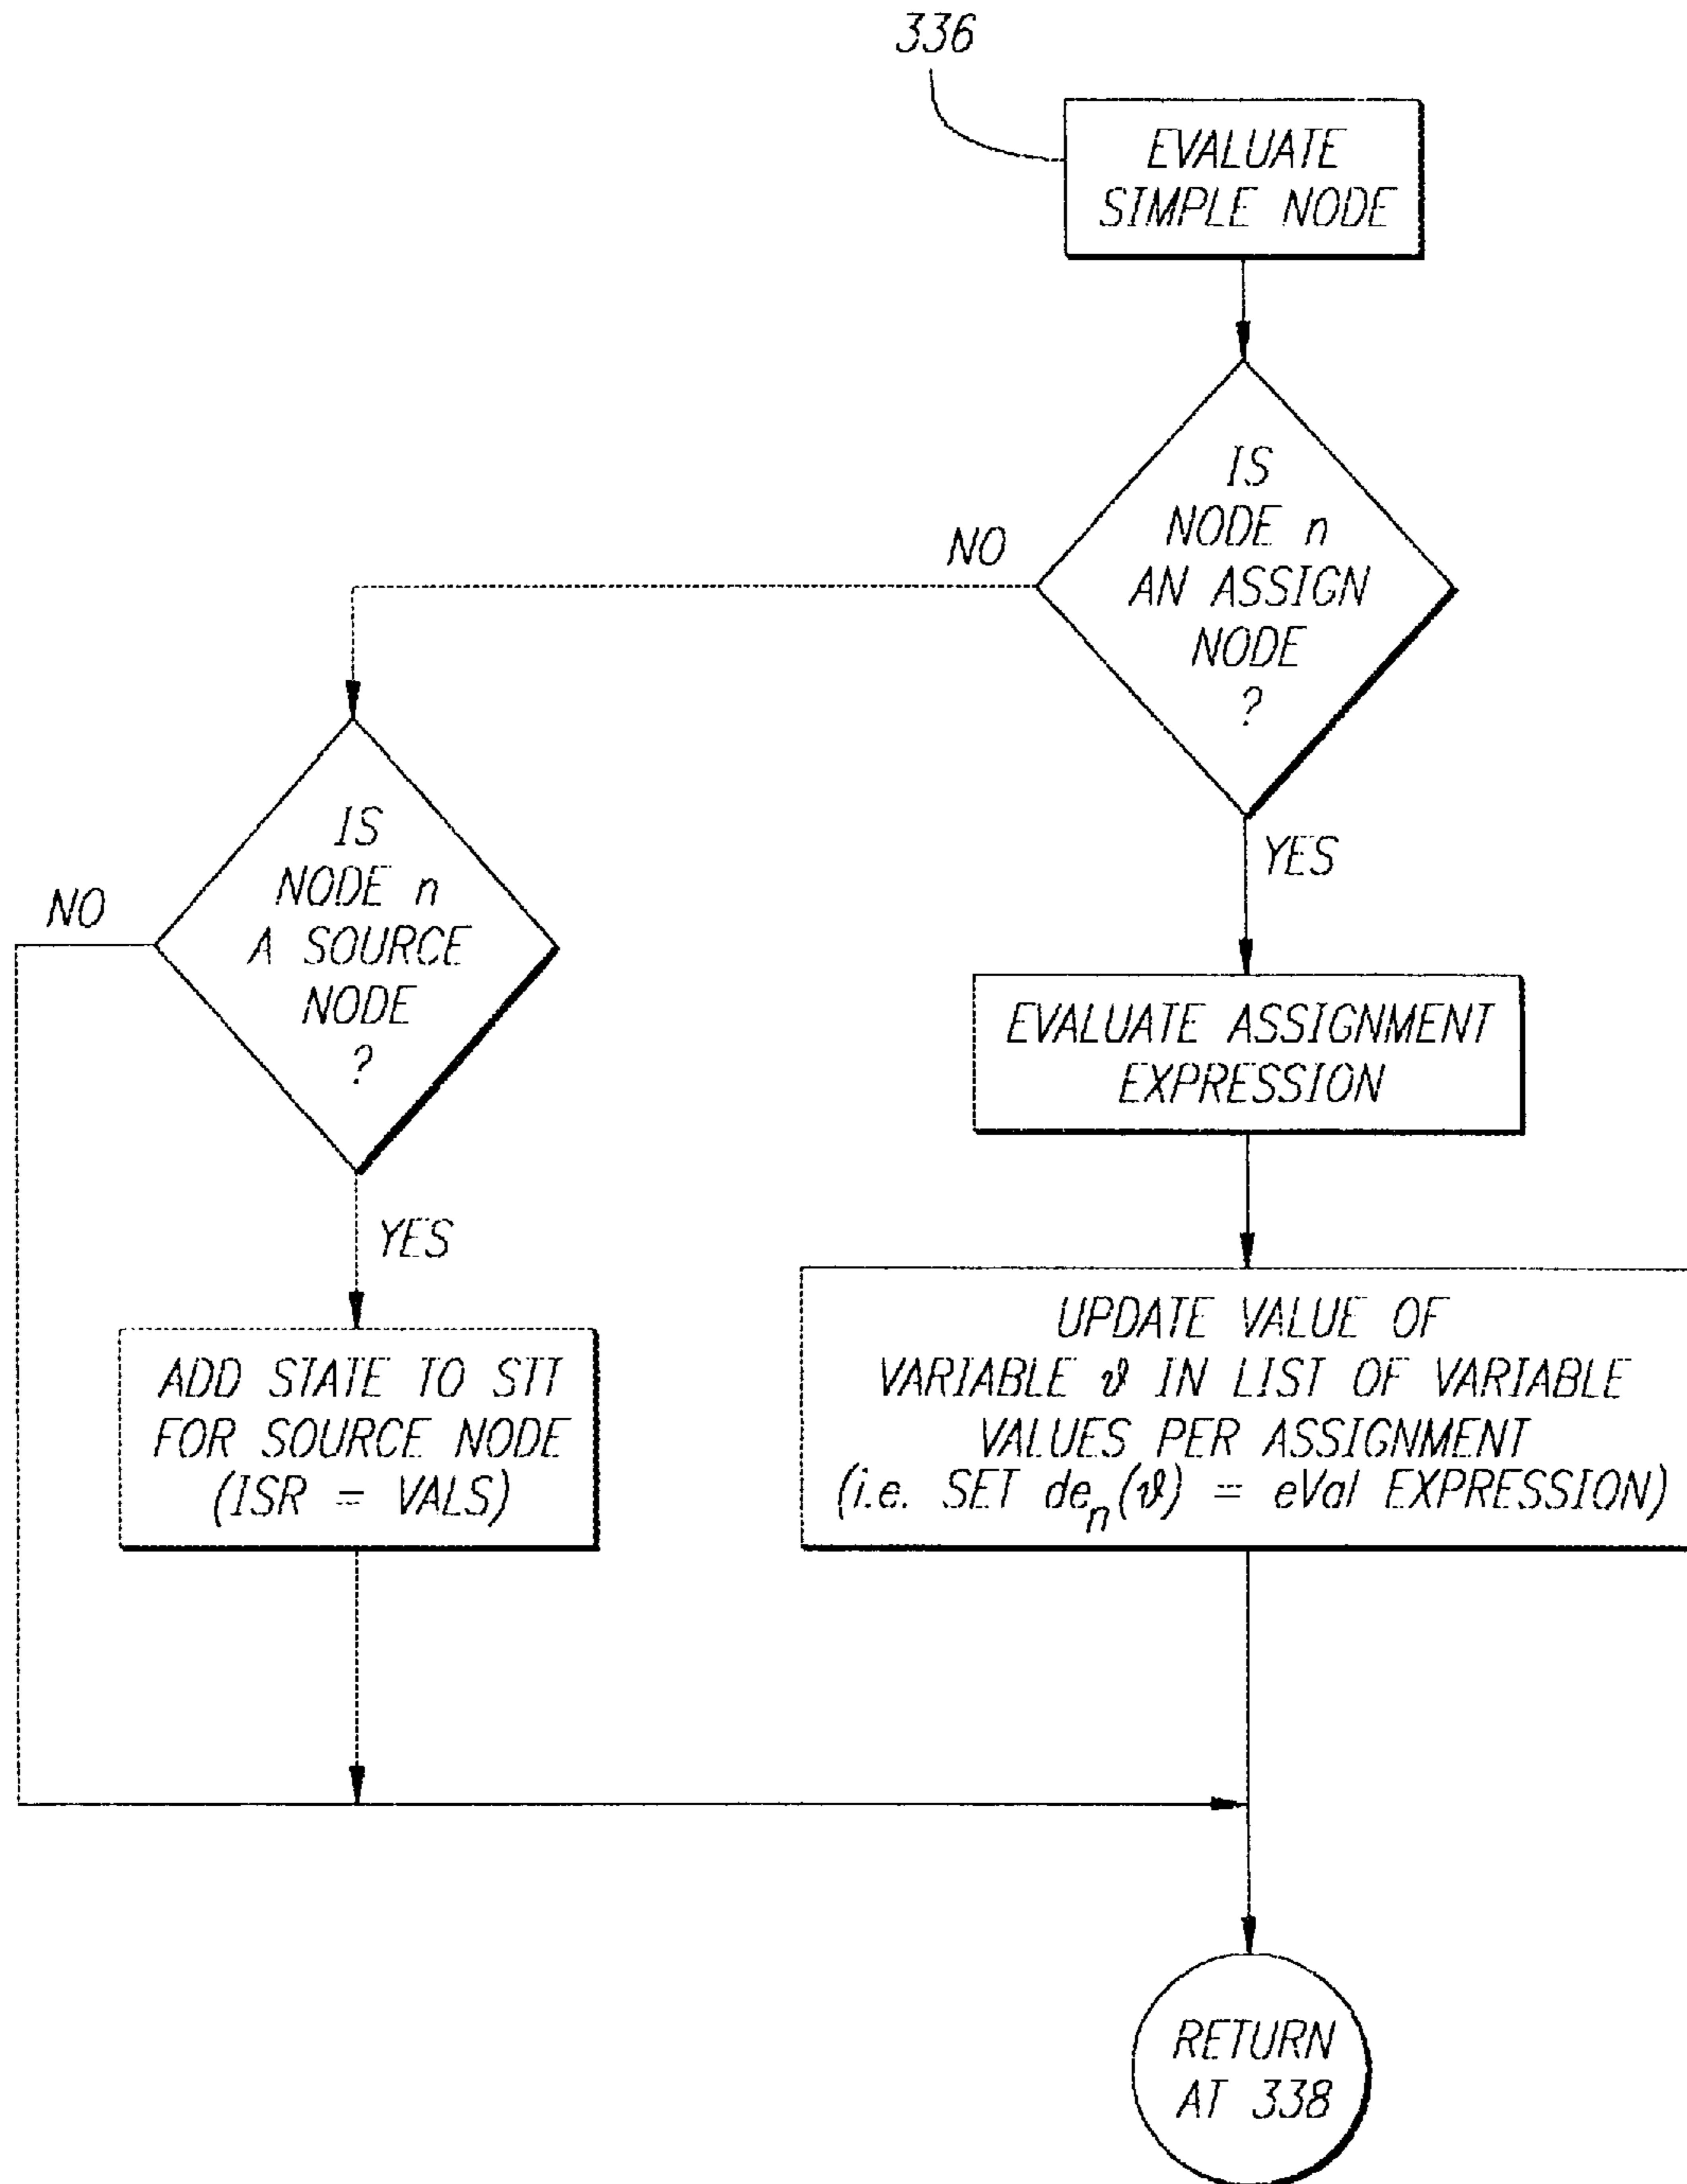 336
EVALUATE
SIMPLE NODE
IS
NODE n
AN ASSIGN
NODE
?
NO
YES
IS
NODE n
A SOURCE
NODE
?
NO
YES
EVALUATE ASSIGNMENT
EXPRESSION
ADD STATE TO STT
FOR SOURCE NODE
(ISR = VALS)
UPDATE VALUE OF
VARIABLE ϑ IN LIST OF VARIABLE
VALUES PER ASSIGNMENT
(i.e. SET de_n(ϑ) = eVal EXPRESSION)
RETURN
AT 338